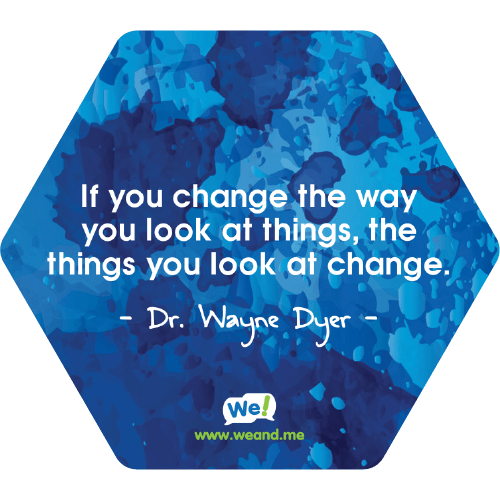 If you change the way
you look at things, the
things you look at change.
- Dr. Wayne Dyer -
We!
www.weand.me